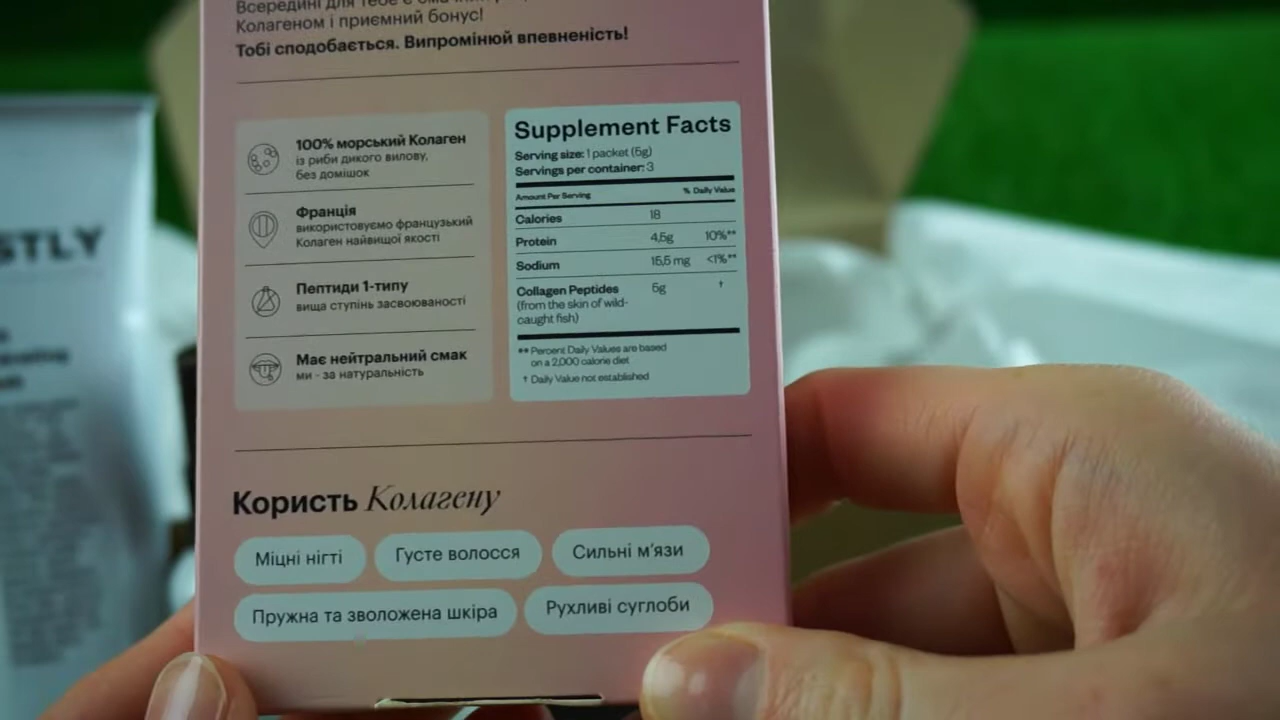 Всередині для тебе є
Колагеном і приємний бонус!
Тобі сподобається. Випромінюй впевненість!
100% морський Колаген
із риби дикого вилову,
без домішок
Франція
використовуємо французький
Колаген найвищої якості
Пептиди 1-типу
вища ступінь засвоюваності
Має нейтральний смак
ми - за натуральність
Supplement Facts
Serving size: 1 packet (5g)
Servings per container: 3
Amount Per Serving % Daily Value
Calories 18
Protein 4,5g 10%**
Sodium 15,5 mg <1%**
Collagen Peptides 5g †
(from the skin of wild-
caught fish)
** Percent Daily Values are based
on a 2,000 calorie diet
† Daily Value not established
Користь Колагену
Міцні нігті Густе волосся Сильні м'язи
Пружна та зволожена шкіра Рухливі суглоби
STLY